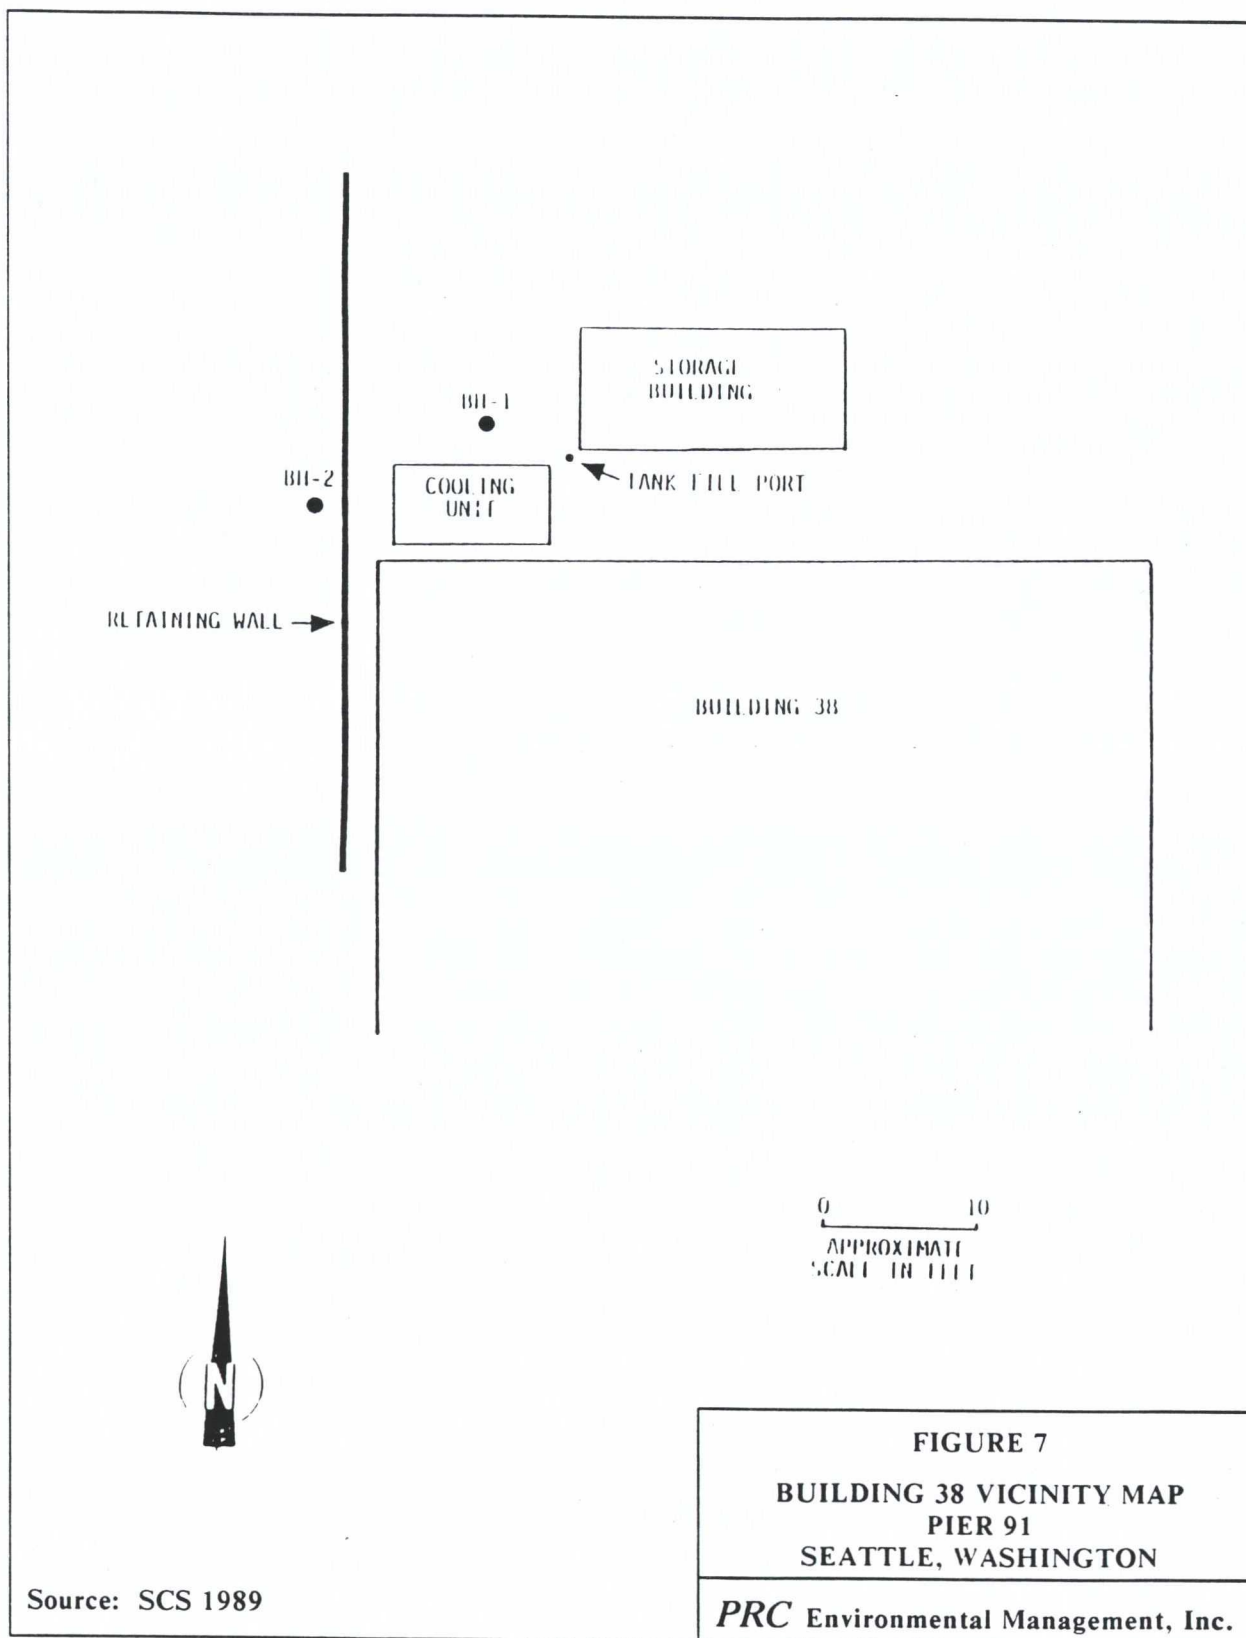 STORAGE
BUILDING
BH-1
TANK FILL PORT
BH-2
COOLING
UNIT
RETAINING WALL
BUILDING 38
0 10
APPROXIMATE
SCALE IN FEET
N
FIGURE 7
BUILDING 38 VICINITY MAP
PIER 91
SEATTLE, WASHINGTON
Source: SCS 1989
PRC Environmental Management, Inc.